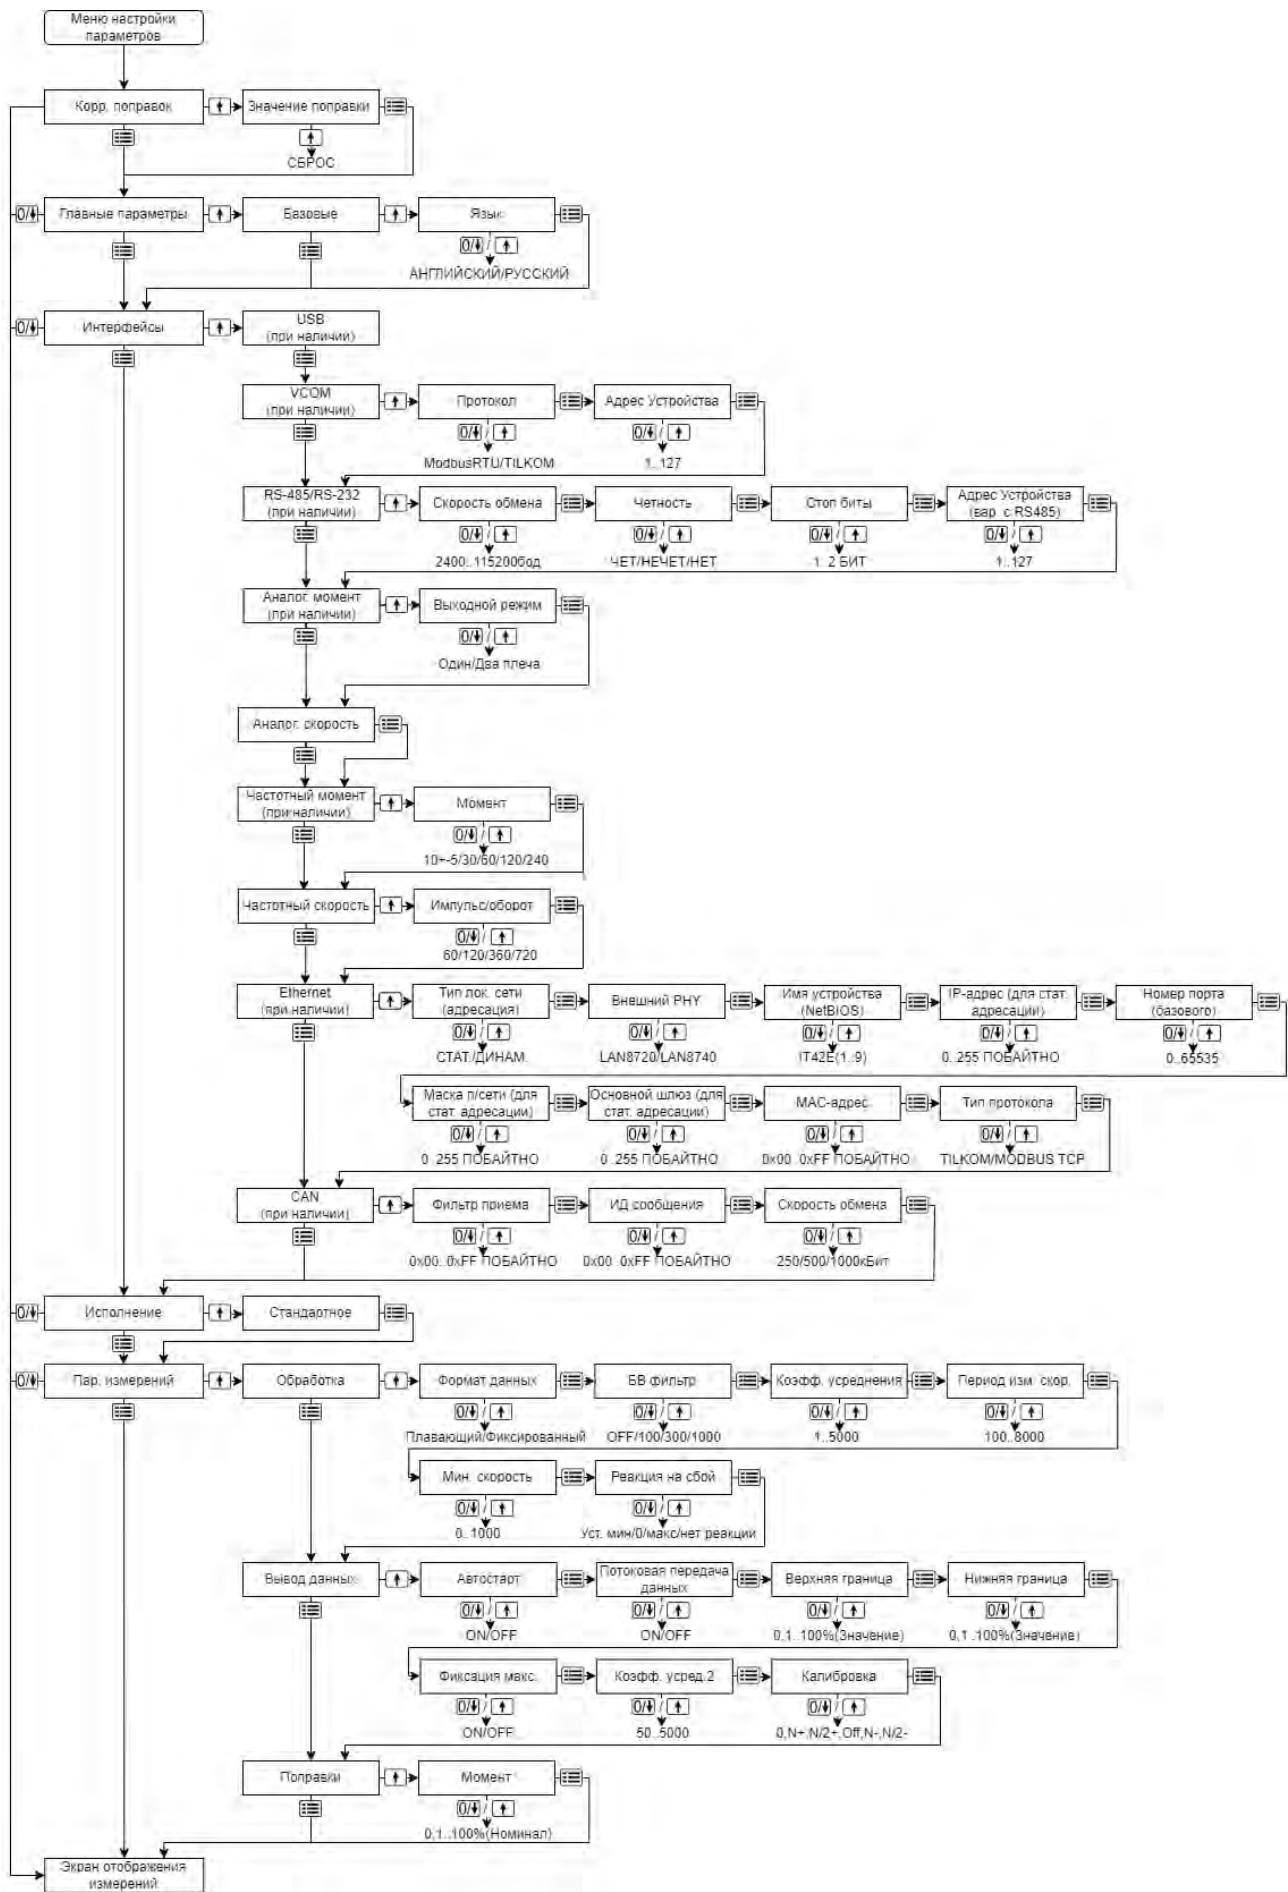 Меню настройки
параметров
Корр. поправок
Значение поправки
СБРОС
0/ Главные параметры
Базовые
Язык
0/ /
АНГЛИЙСКИЙ/РУССКИЙ
0/ Интерфейсы
USB
(при наличии)
VCOM
(при наличии)
Протокол
Адрес Устройства
0/ / 0/ /
ModbusRTU/TILKOM
1..127
RS-485/RS-232
(при наличии)
Скорость обмена
Четность
Стоп биты
Адрес Устройства
(вар. с RS485)
0/ / 0/ / 0/ / 0/ /
2400..115200бод
ЧЕТ/НЕЧЕТ/НЕТ
1..2 БИТ
1..127
Аналог. момент
(при наличии)
Выходной режим
0/ /
Один/Два плеча
Аналог. скорость
Частотный момент
(при наличии)
Момент
0/ /
10+-5/30/60/120/240
Частотный скорость
Импульс/оборот
0/ /
60/120/360/720
Ethernet
(при наличии)
Тип лок. сети
(адресация)
Внешний PHY
Имя устройства
(NetBIOS)
IP-адрес (для стат.
адресации)
Номер порта
(базового)
0/ / 0/ / 0/ / 0/ / 0/ /
СТАТ./ДИНАМ.
LAN8720/LAN8740
IT42E(1..9)
0..255 ПОБАЙТНО
0..65535
Маска п/сети (для
стат. адресации)
Основной шлюз (для
стат. адресации)
MAC-адрес
Тип протокола
0/ / 0/ / 0/ / 0/ /
0..255 ПОБАЙТНО
0..255 ПОБАЙТНО
0x00..0xFF ПОБАЙТНО
TILKOM/MODBUS TCP
CAN
(при наличии)
Фильтр приема
ИД сообщения
Скорость обмена
0/ / 0/ / 0/ /
0x00..0xFF ПОБАЙТНО
0x00..0xFF ПОБАЙТНО
250/500/1000кБит
0/ Исполнение
Стандартное
0/ Пар. измерений
Обработка
Формат данных
БВ фильтр
Коэфф. усреднения
Период изм. скор.
0/ / 0/ / 0/ / 0/ /
Плавающий/Фиксированный
OFF/100/300/1000
1..5000
100..8000
Мин. скорость
Реакция на сбой
0/ / 0/ /
0..1000
Уст. мин/0/макс/нет реакции
Вывод данных
Автостарт
Потоковая передача
данных
Верхняя граница
Нижняя граница
0/ / 0/ / 0/ / 0/ /
ON/OFF
ON/OFF
0,1..100%(Значение)
0,1..100%(Значение)
Фиксация макс.
Коэфф. усред.2
Калибровка
0/ / 0/ / 0/ /
ON/OFF
50..5000
0,N+,N/2+,Off,N-,N/2-
Поправки
Момент
0/ /
0,1..100%(Номинал)
Экран отображения
измерений